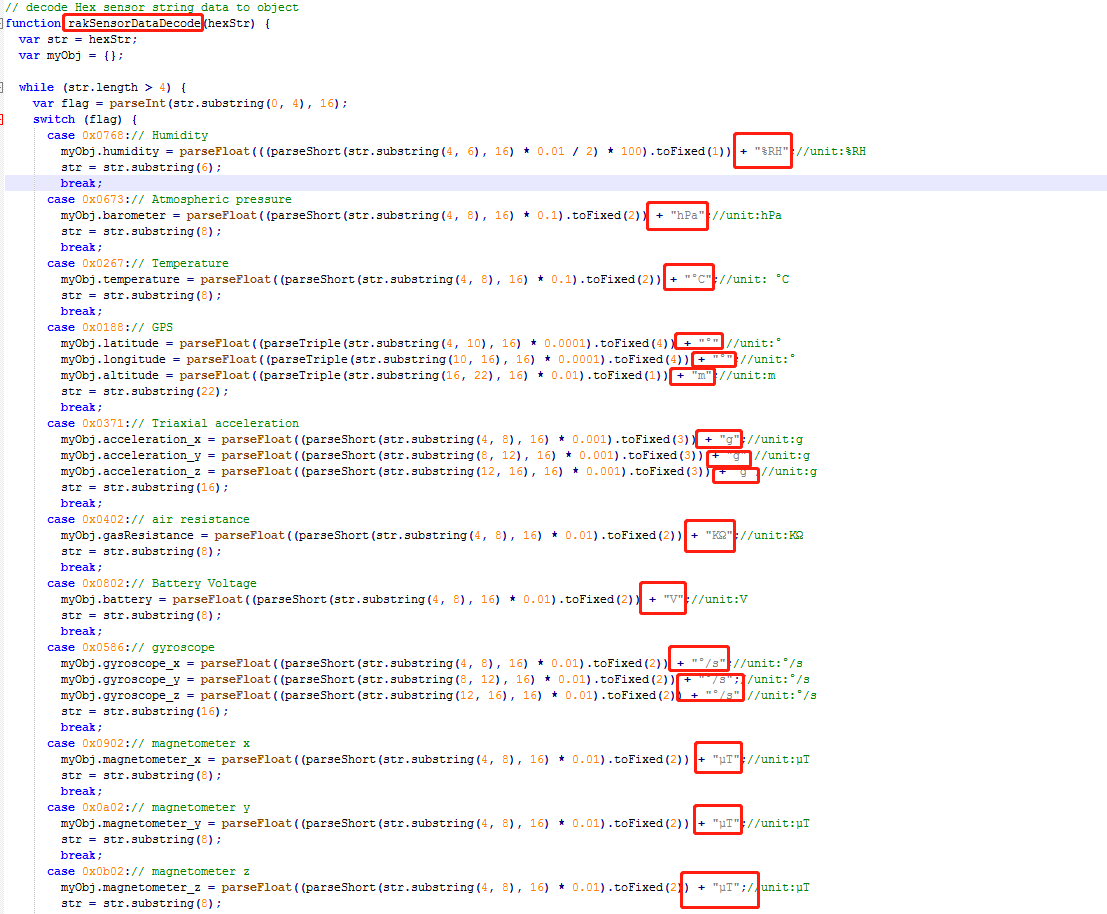 // decode Hex sensor string data to object
function rakSensorDataDecode(hexStr) {
  var str = hexStr;
  var myObj = {};

  while (str.length > 4) {
    var flag = parseInt(str.substring(0, 4), 16);
    switch (flag) {
      case 0x0768:// Humidity
        myObj.humidity = parseFloat(((parseShort(str.substring(4, 6), 16) * 0.01 / 2) * 100).toFixed(1)) + "%RH";//unit:%RH
        str = str.substring(6);
        break;
      case 0x0673:// Atmospheric pressure
        myObj.barometer = parseFloat((parseShort(str.substring(4, 8), 16) * 0.1).toFixed(2)) + "hPa";//unit:hPa
        str = str.substring(8);
        break;
      case 0x0267:// Temperature
        myObj.temperature = parseFloat((parseShort(str.substring(4, 8), 16) * 0.1).toFixed(2)) + "°C";//unit: °C
        str = str.substring(8);
        break;
      case 0x0188:// GPS
        myObj.latitude = parseFloat((parseTriple(str.substring(4, 10), 16) * 0.0001).toFixed(4)) + "°";//unit:°
        myObj.longitude = parseFloat((parseTriple(str.substring(10, 16), 16) * 0.0001).toFixed(4)) + "°";//unit:°
        myObj.altitude = parseFloat((parseTriple(str.substring(16, 22), 16) * 0.01).toFixed(1)) + "m";//unit:m
        str = str.substring(22);
        break;
      case 0x0371:// Triaxial acceleration
        myObj.acceleration_x = parseFloat((parseShort(str.substring(4, 8), 16) * 0.001).toFixed(3)) + "g";//unit:g
        myObj.acceleration_y = parseFloat((parseShort(str.substring(8, 12), 16) * 0.001).toFixed(3)) + "g";//unit:g
        myObj.acceleration_z = parseFloat((parseShort(str.substring(12, 16), 16) * 0.001).toFixed(3)) + "g";//unit:g
        str = str.substring(16);
        break;
      case 0x0402:// air resistance
        myObj.gasResistance = parseFloat((parseShort(str.substring(4, 8), 16) * 0.01).toFixed(2)) + "KΩ";//unit:KΩ
        str = str.substring(8);
        break;
      case 0x0802:// Battery Voltage
        myObj.battery = parseFloat((parseShort(str.substring(4, 8), 16) * 0.01).toFixed(2)) + "V";//unit:V
        str = str.substring(8);
        break;
      case 0x0586:// gyroscope
        myObj.gyroscope_x = parseFloat((parseShort(str.substring(4, 8), 16) * 0.01).toFixed(2)) + "°/s";//unit:°/s
        myObj.gyroscope_y = parseFloat((parseShort(str.substring(8, 12), 16) * 0.01).toFixed(2)) + "°/s";//unit:°/s
        myObj.gyroscope_z = parseFloat((parseShort(str.substring(12, 16), 16) * 0.01).toFixed(2)) + "°/s";//unit:°/s
        str = str.substring(16);
        break;
      case 0x0902:// magnetometer x
        myObj.magnetometer_x = parseFloat((parseShort(str.substring(4, 8), 16) * 0.01).toFixed(2)) + "μT";//unit:μT
        str = str.substring(8);
        break;
      case 0x0a02:// magnetometer y
        myObj.magnetometer_y = parseFloat((parseShort(str.substring(4, 8), 16) * 0.01).toFixed(2)) + "μT";//unit:μT
        str = str.substring(8);
        break;
      case 0x0b02:// magnetometer z
        myObj.magnetometer_z = parseFloat((parseShort(str.substring(4, 8), 16) * 0.01).toFixed(2)) + "μT";//unit:μT
        str = str.substring(8);